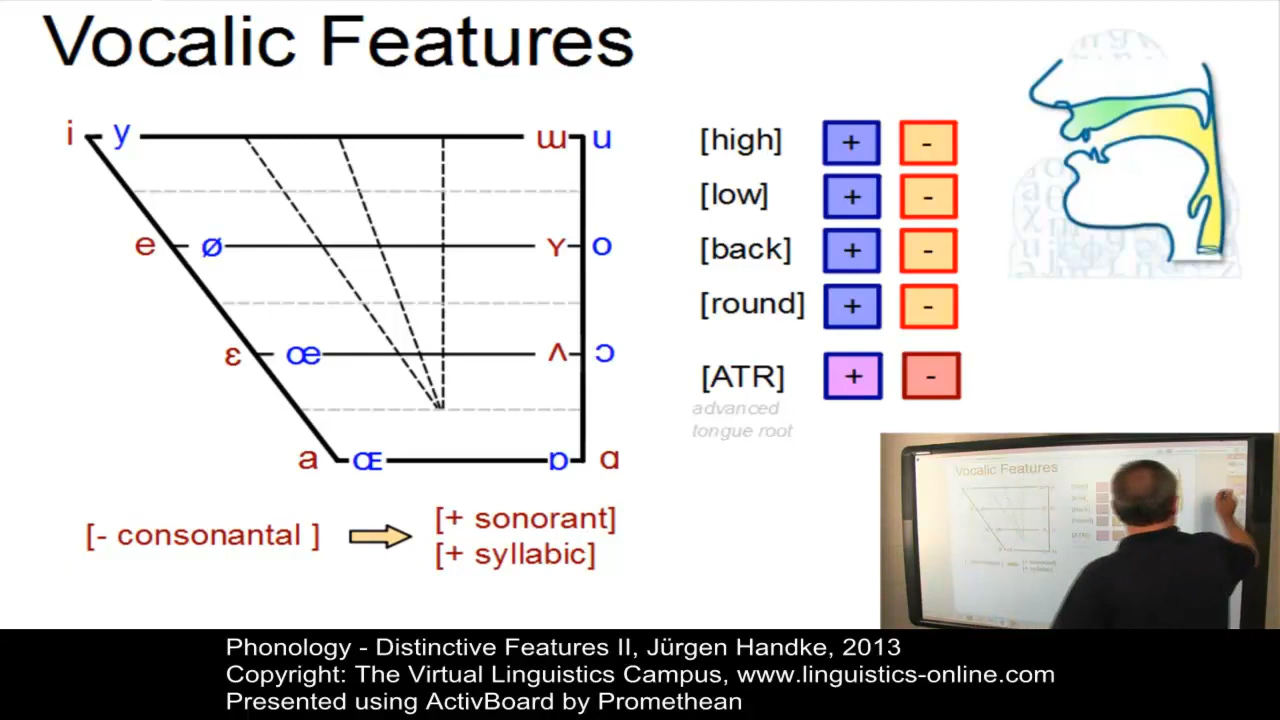 Vocalic Features
i y ɯ u
e ø ʏ o
ɛ œ ʌ ɔ
a Œ ɒ ɑ
[high] + -
[low] + -
[back] + -
[round] + -
[ATR] + -
advanced
tongue root
[- consonantal ]
[+ sonorant]
[+ syllabic]
Vocalic Features
Phonology - Distinctive Features II, Jürgen Handke, 2013
Copyright: The Virtual Linguistics Campus, www.linguistics-online.com
Presented using ActivBoard by Promethean